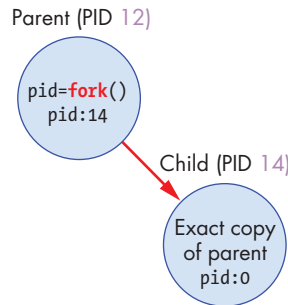 Parent (PID 12)
pid=fork()
pid:14
Child (PID 14)
Exact copy
of parent
pid:0